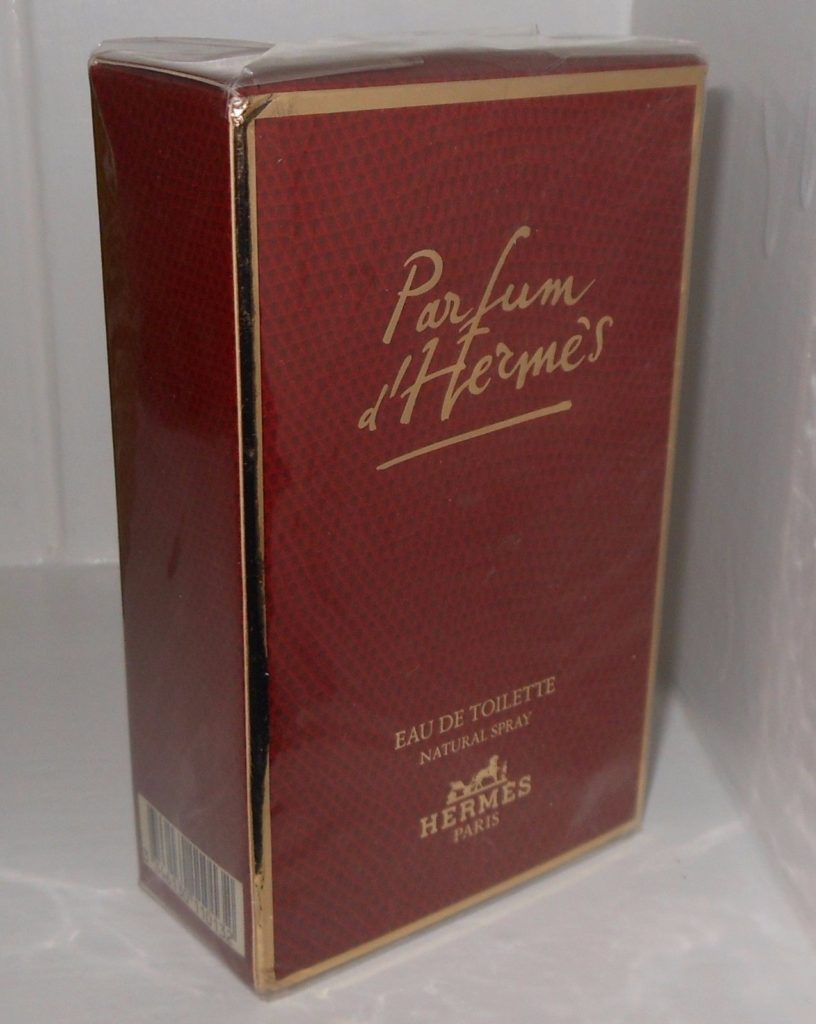 Parfum
d'Hermès
EAU DE TOILETTE
NATURAL SPRAY
HERMÈS
PARIS